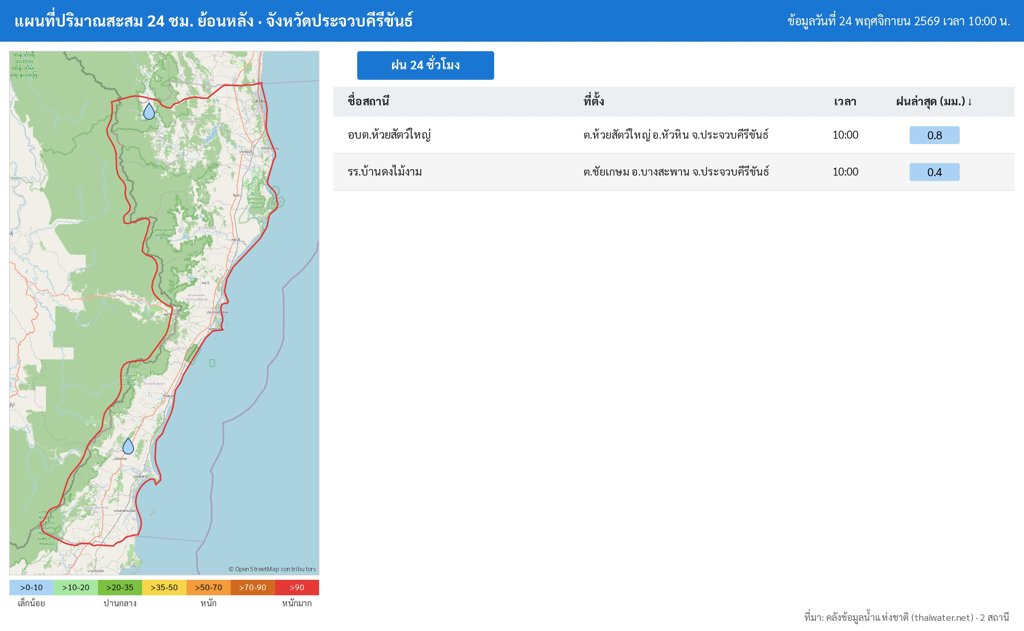 แผนที่ปริมาณสะสม 24 ชม. ย้อนหลัง · จังหวัดประจวบคีรีขันธ์
ข้อมูลวันที่ 24 พฤศจิกายน 2569 เวลา 10:00 น.
ฝน 24 ชั่วโมง
ชื่อสถานี ที่ตั้ง เวลา ฝนล่าสุด (มม.) ↓
อบต.ห้วยสัตว์ใหญ่ ต.ห้วยสัตว์ใหญ่ อ.หัวหิน จ.ประจวบคีรีขันธ์ 10:00 0.8
รร.บ้านดงไม้งาม ต.ชัยเกษม อ.บางสะพาน จ.ประจวบคีรีขันธ์ 10:00 0.4
© OpenStreetMap contributors
>0-10 >10-20 >20-35 >35-50 >50-70 >70-90 >90
เล็กน้อย ปานกลาง หนัก หนักมาก
ที่มา: คลังข้อมูลน้ำแห่งชาติ (thaiwater.net) · 2 สถานี